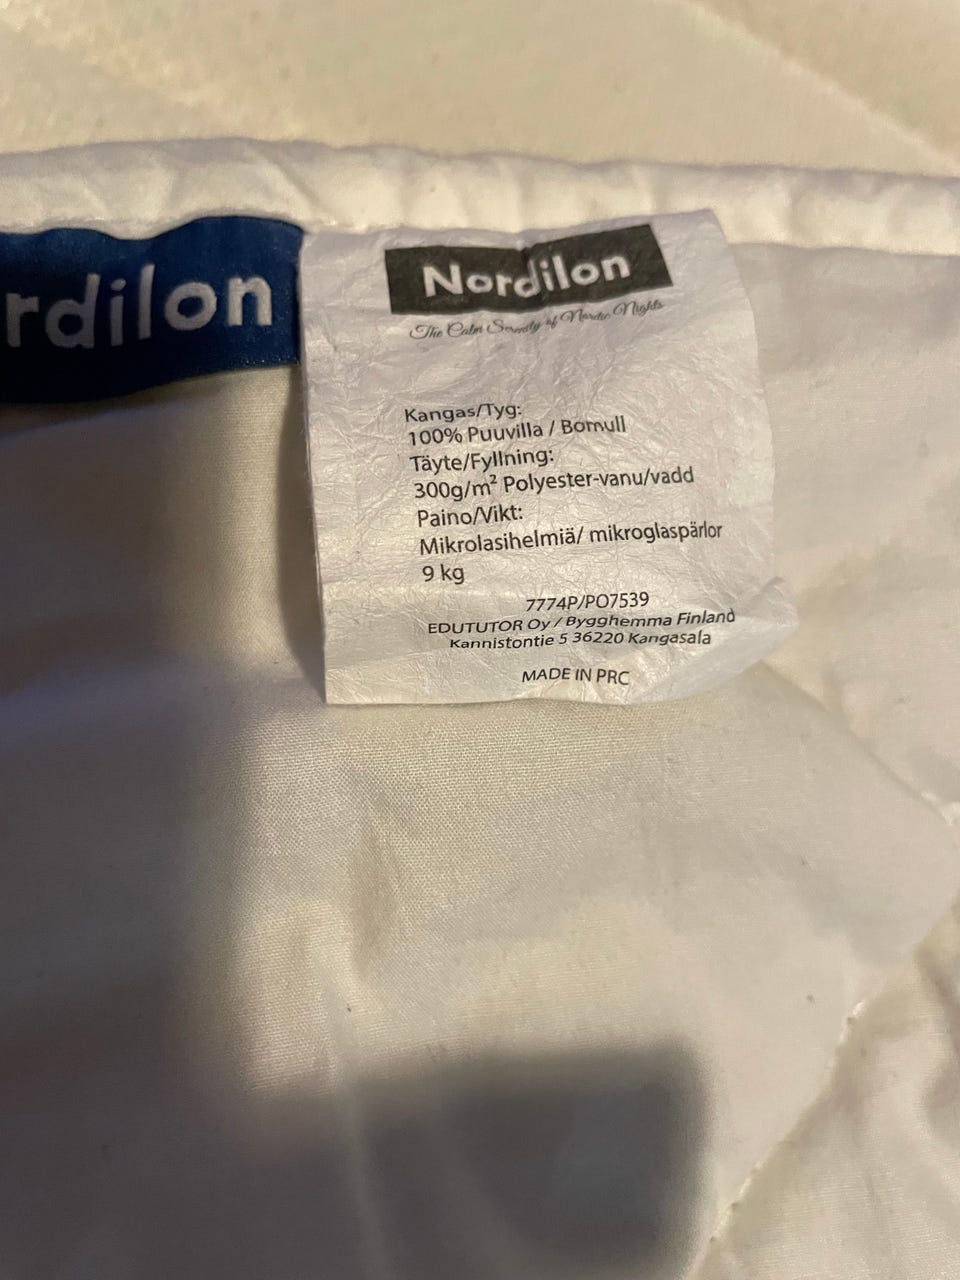 rdilon
Nordilon
The Calm Serenity of Nordic Nights
Kangas/Tyg:
100% Puuvilla / Bomull
Täyte/Fyllning:
300g/m² Polyester-vanu/vadd
Paino/Vikt:
Mikrolasihelmiä/ mikroglaspärlor
9 kg
7774P/PO7539
EDUTUTOR Oy / Bygghemma Finland
Kannistontie 5 36220 Kangasala
MADE IN PRC